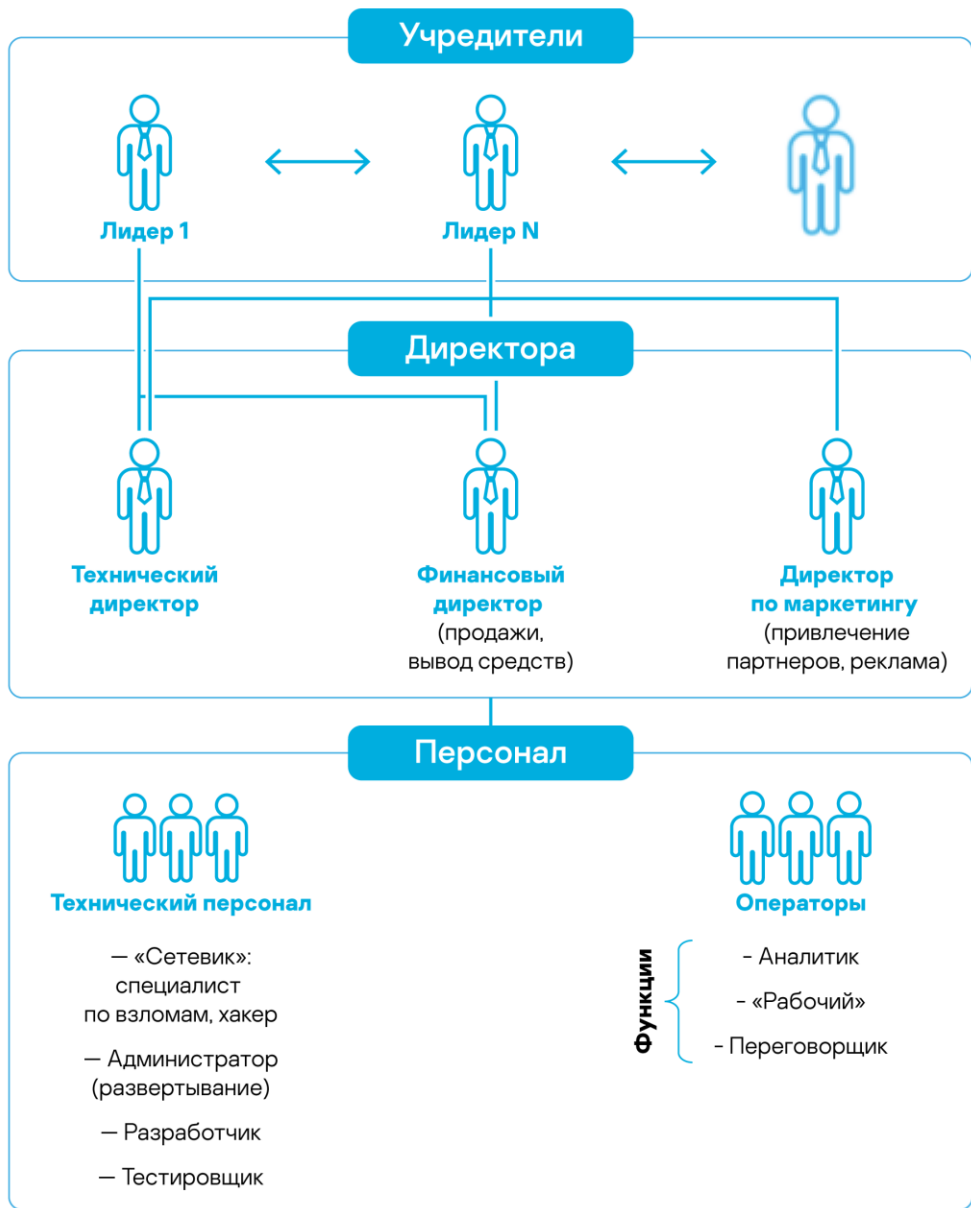 Учредители
Лидер 1
Лидер N
Директора
Технический
директор
Финансовый
директор
(продажи,
вывод средств)
Директор
по маркетингу
(привлечение
партнеров, реклама)
Персонал
Технический персонал
— «Сетевик»:
специалист
по взломам, хакер
— Администратор
(развертывание)
— Разработчик
— Тестировщик
Операторы
Функции
- Аналитик
- «Рабочий»
- Переговорщик